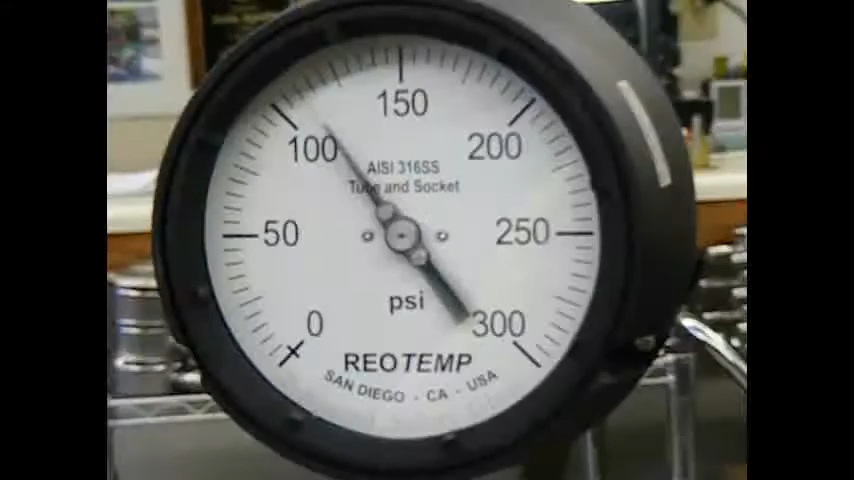 150
100
200
AISI 316SS
Tube and Socket
50
250
psi
0
300
REOTEMP
SAN DIEGO - CA - USA